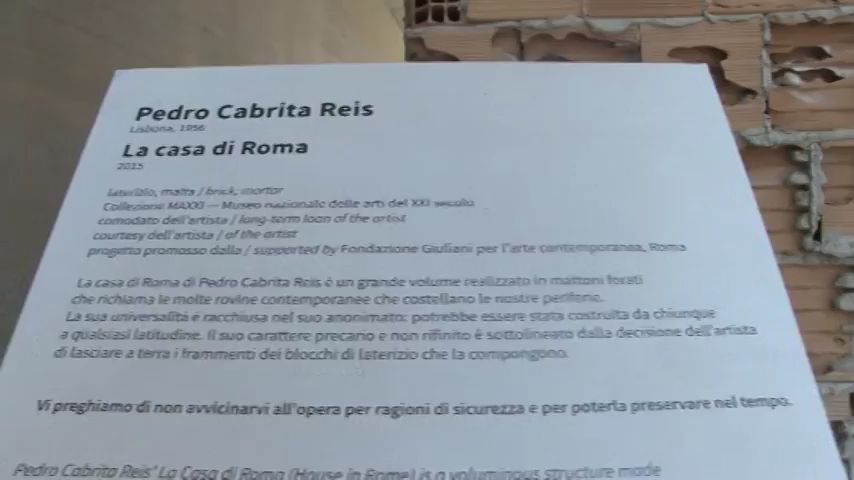 Pedro Cabrita Reis
Lisbona, 1956
La casa di Roma
2015
laterizio, malta / brick, mortar
Collezione MAXXI — Museo nazionale delle arti del XXI secolo
comodato dell'artista / long-term loan of the artist
courtesy dell'artista / of the artist
progetto promosso dalla / supported by Fondazione Giuliani per l'arte contemporanea, Roma
La casa di Roma di Pedro Cabrita Reis è un grande volume realizzato in mattoni forati
che richiama le molte rovine contemporanee che costellano le nostre periferie.
La sua universalità è racchiusa nel suo anonimato: potrebbe essere stata costruita da chiunque
a qualsiasi latitudine. Il suo carattere precario e non rifinito è sottolineato dalla decisione dell'artista
di lasciare a terra i frammenti dei blocchi di laterizio che la compongono.
Vi preghiamo di non avvicinarvi all'opera per ragioni di sicurezza e per poterla preservare nel tempo.
Pedro Cabrita Reis' La Casa di Roma (House in Rome) is a voluminous structure made